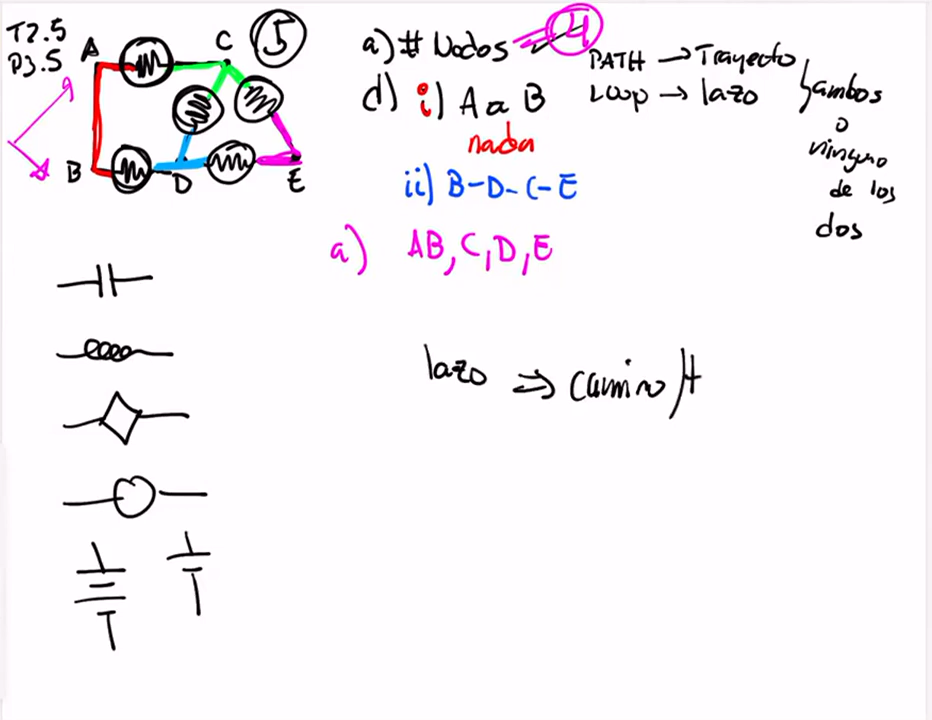 T2.5
P3.5
A
C
5
B
D
E
a) # Nodos 4
d) i) A a B
nada
ii) B-D-C-E
a) AB, C, D, E
PATH → Trayecto
LOOP → lazo
ambos
o
ninguno
de los
dos
lazo ⇒ camino/t